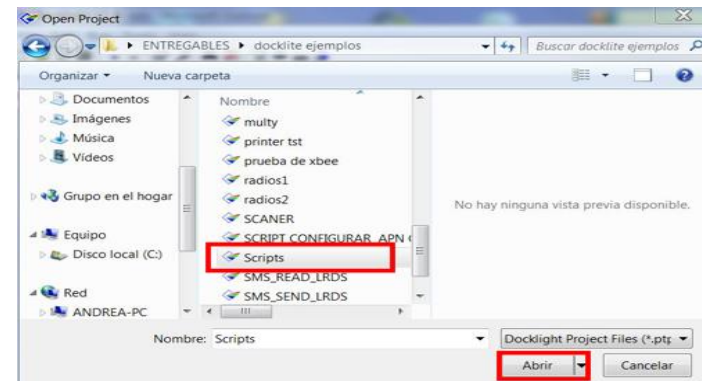 Open Project
ENTREGABLES ▸ docklite ejemplos
Buscar docklite ejemplos
Organizar
Nueva carpeta
Documentos
Imágenes
Música
Vídeos
Grupo en el hogar
Equipo
Disco local (C:)
Red
ANDREA-PC
Nombre
multy
printer tst
prueba de xbee
radios1
radios2
SCANER
SCRIPT CONFIGURAR APN
Scripts
SMS_READ_LRDS
SMS_SEND_LRDS
No hay ninguna vista previa disponible.
Nombre: Scripts
Docklight Project Files (*.ptp
Abrir
Cancelar